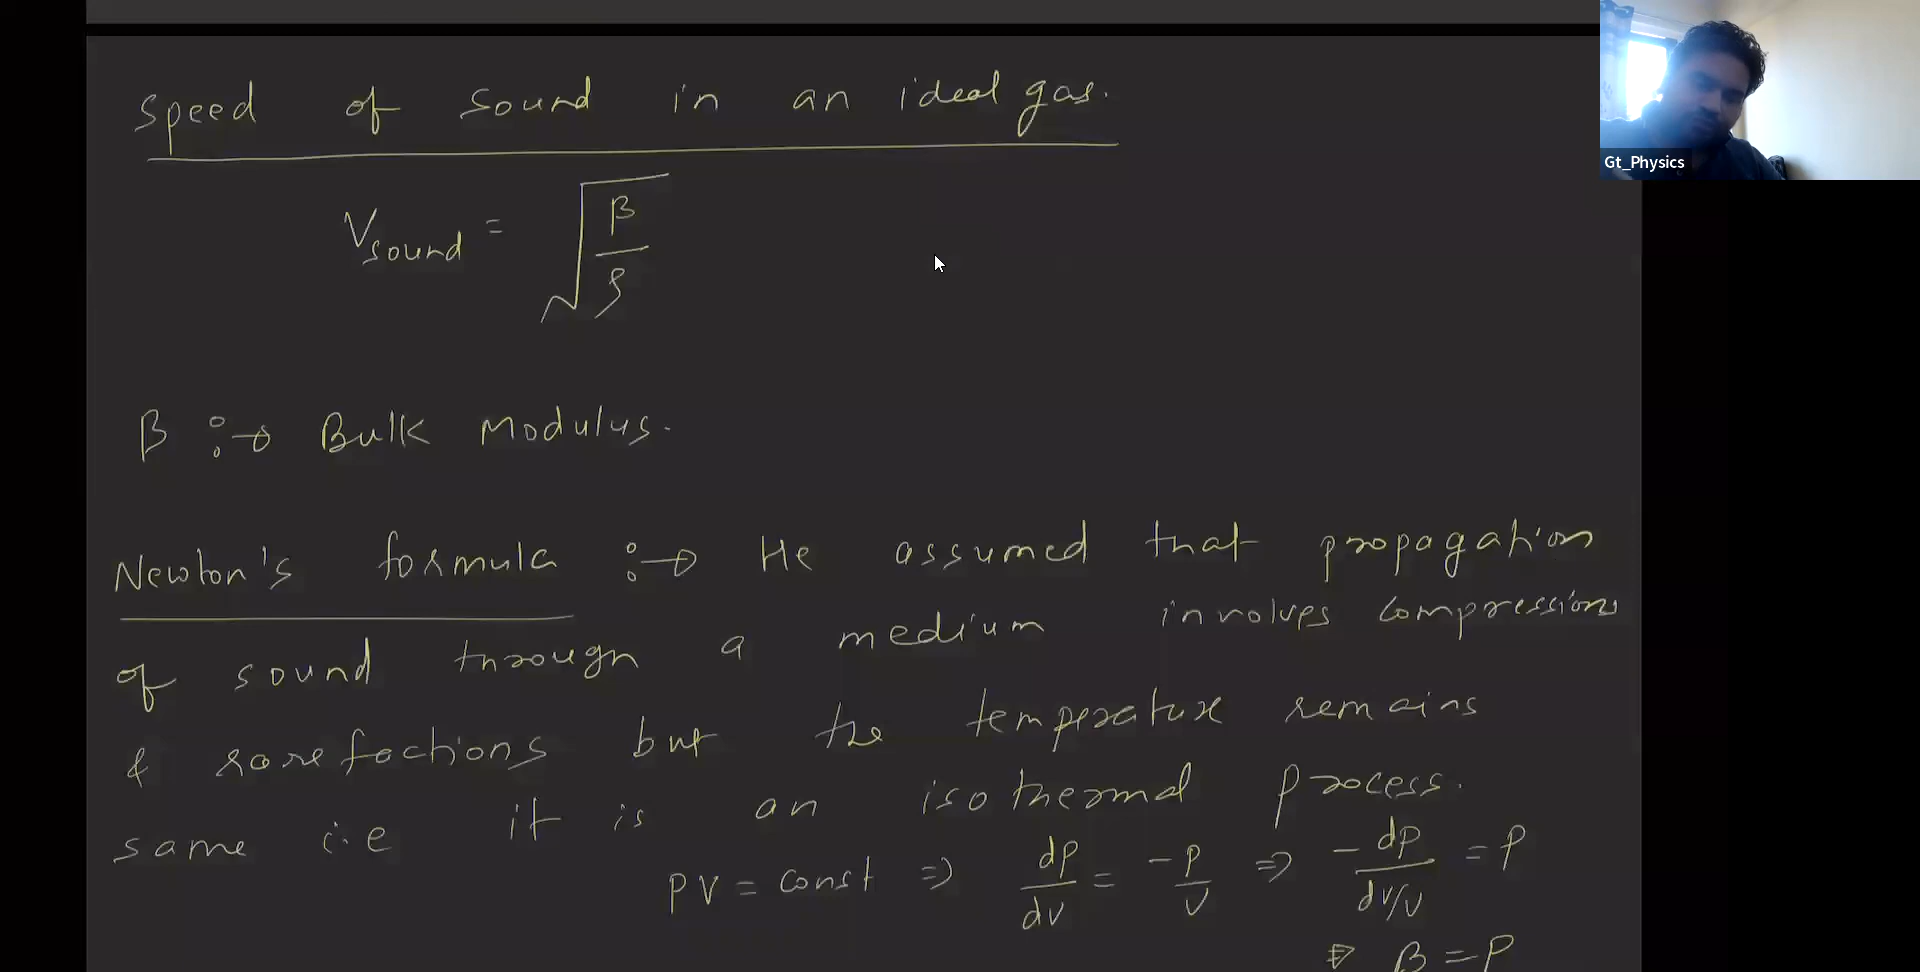 Speed of sound in an ideal gas.
Gt_Physics
Vsound = √(β/ρ)
β :→ Bulk Modulus.
Newton's formula :→ He assumed that propagation
of sound through a medium involves compressions
& rarefactions but the temperature remains
same i.e it is an isothermal process.
PV = const ⇒ dP/dV = -P/V ⇒ -dP/(dV/V) = P
⇒ β = P